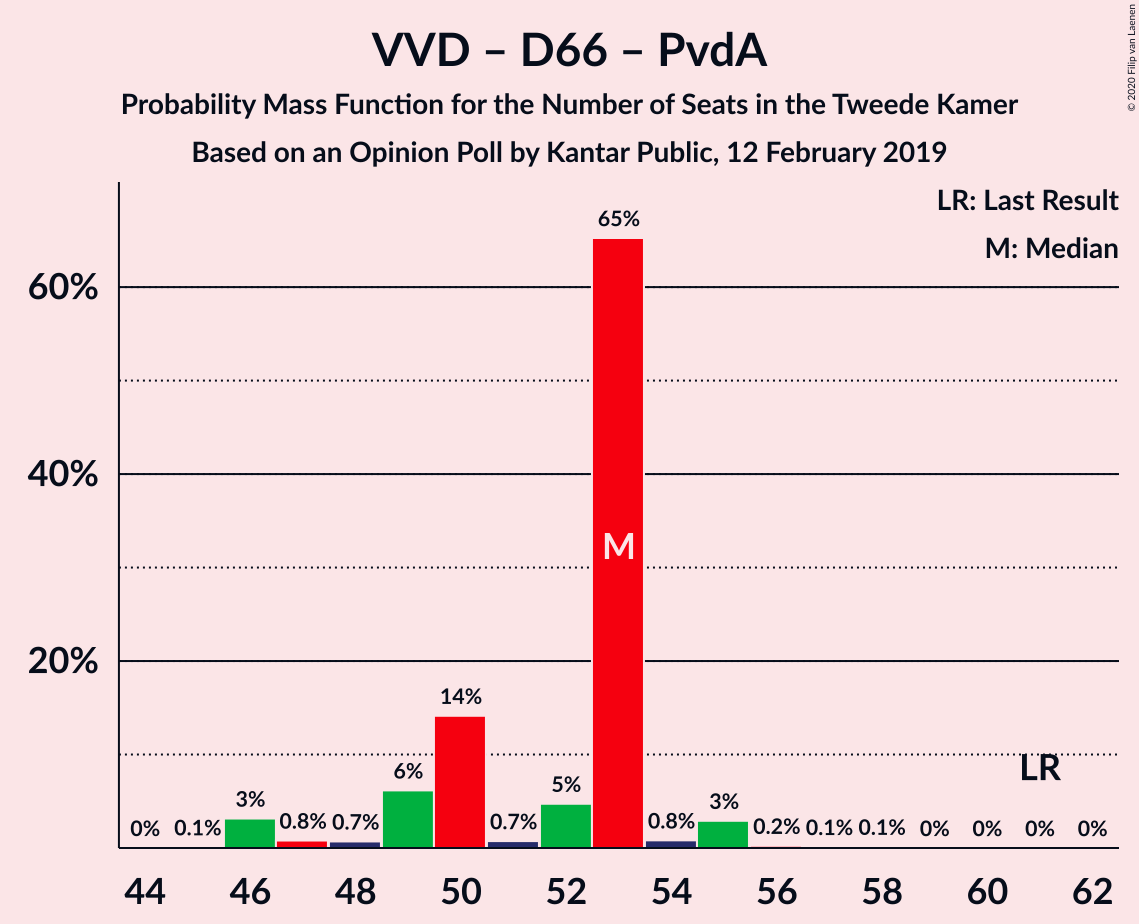 VVD – D66 – PvdA
Probability Mass Function for the Number of Seats in the Tweede Kamer
Based on an Opinion Poll by Kantar Public, 12 February 2019
© 2020 Filip van Laenen
LR: Last Result
M: Median
60%
40%
20%
0% 0.1% 3% 0.8% 0.7% 6% 14% 0.7% 5% 65% 0.8% 3% 0.2% 0.1% 0.1% 0% 0% 0% 0%
M
LR
44 46 48 50 52 54 56 58 60 62